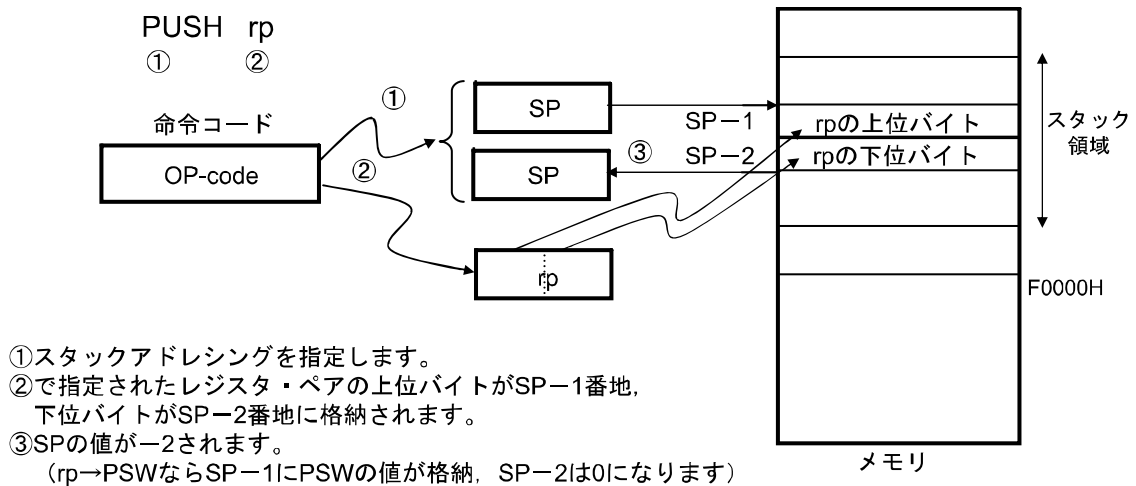 PUSH rp
① ②
命令コード
OP-code
①
②
SP
SP
rp
③
SP－1
SP－2
rpの上位バイト
rpの下位バイト
スタック
領域
F0000H
メモリ
①スタックアドレシングを指定します。
②で指定されたレジスタ・ペアの上位バイトがSP－1番地,
下位バイトがSP－2番地に格納されます。
③SPの値が－2されます。
（rp→PSWならSP－1にPSWの値が格納, SP－2は0になります）